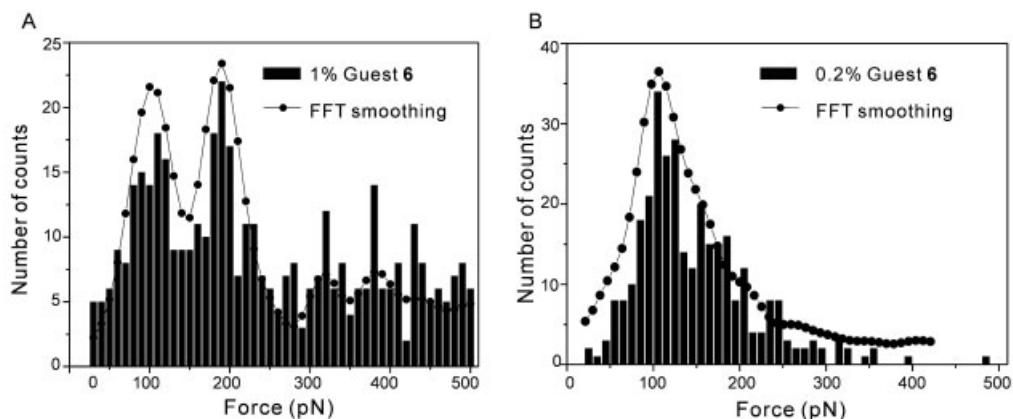 A
25
20
15
10
5
0
Number of counts
1% Guest 6
FFT smoothing
0 100 200 300 400 500
Force (pN)
B
40
30
20
10
0
Number of counts
0.2% Guest 6
FFT smoothing
0 100 200 300 400 500
Force (pN)